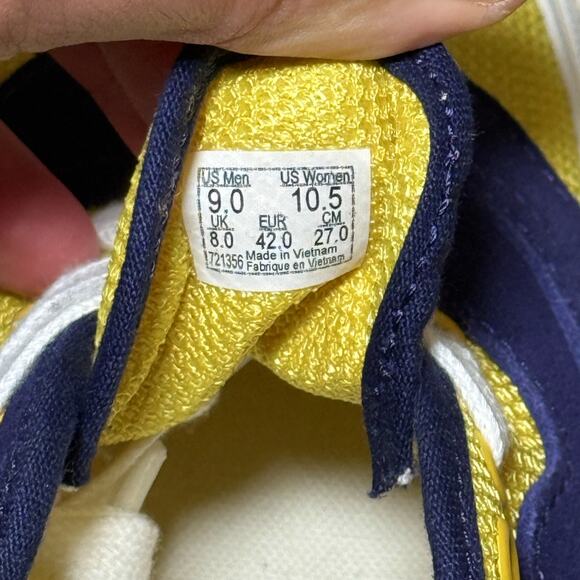 US Men US Women
9.0 10.5
UK EUR CM
8.0 42.0 27.0
721356 Made in Vietnam
Fabrique en Vietnam